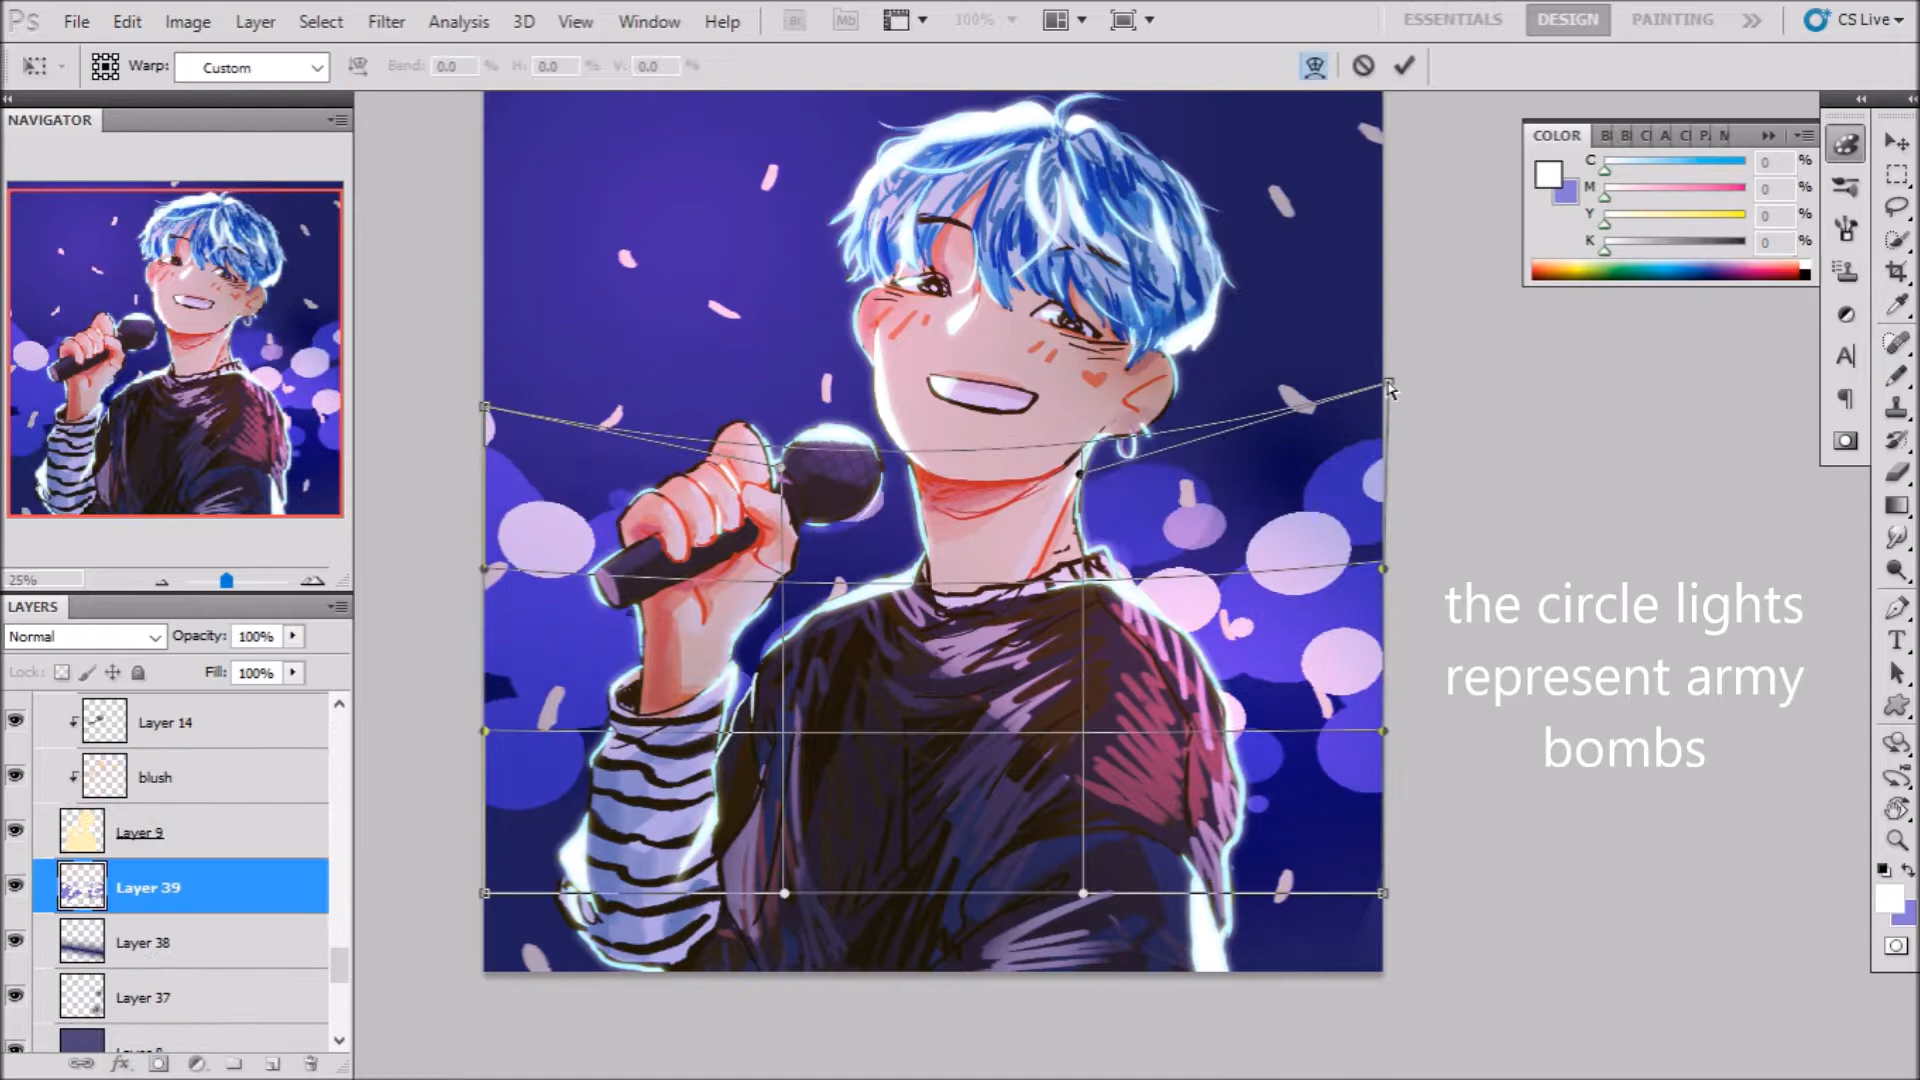 Ps File Edit Image Layer Select Filter Analysis 3D View Window Help Br Mb 100% ESSENTIALS DESIGN PAINTING CS Live
Warp: Custom Bend: 0.0 % H: 0.0 % V: 0.0 %
NAVIGATOR
25%
COLOR
C 0 %
M 0 %
Y 0 %
K 0 %
LAYERS
Normal Opacity: 100%
Lock: Fill: 100%
Layer 14
blush
Layer 9
Layer 39
Layer 38
Layer 37
the circle lights
represent army
bombs